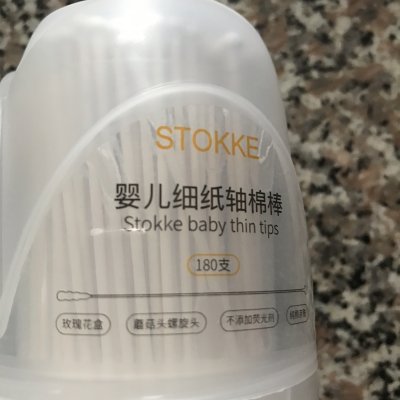 STOKKE
婴儿细纸轴棉棒
Stokke baby thin tips
180支
玫瑰花盒 磨菇头螺旋头 不添加荧光剂